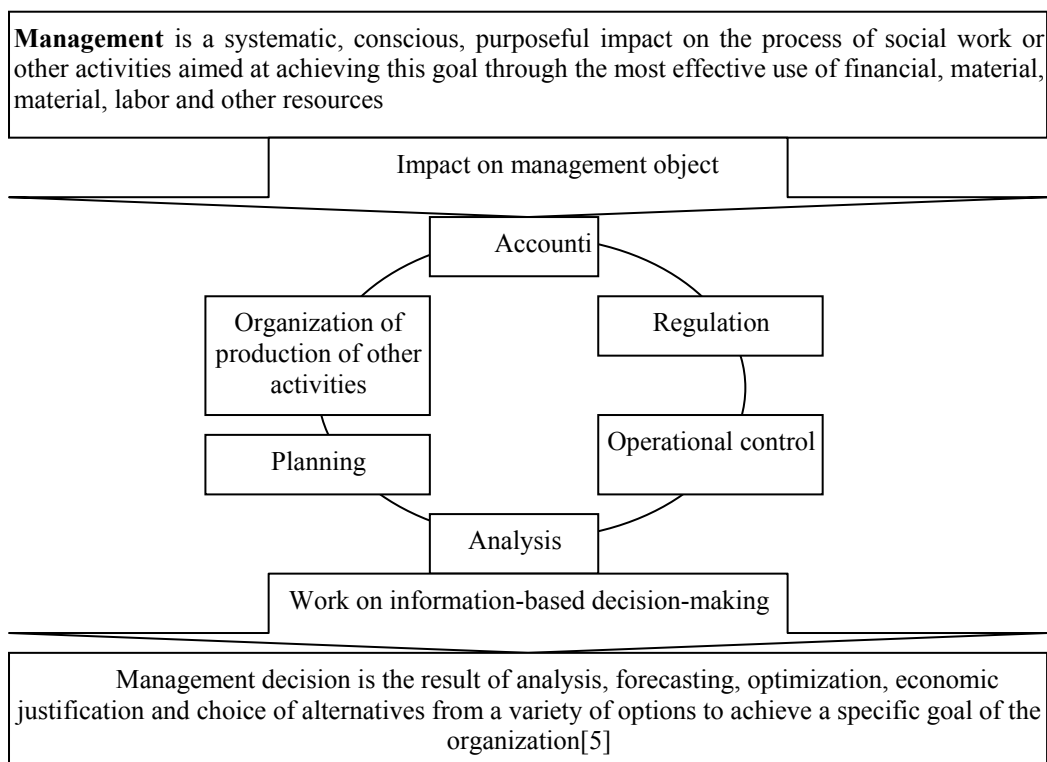 Management is a systematic, conscious, purposeful impact on the process of social work or
other activities aimed at achieving this goal through the most effective use of financial, material,
material, labor and other resources
Impact on management object
Accounti
Organization of
production of other
activities
Regulation
Planning
Operational control
Analysis
Work on information-based decision-making
Management decision is the result of analysis, forecasting, optimization, economic
justification and choice of alternatives from a variety of options to achieve a specific goal of the
organization[5]